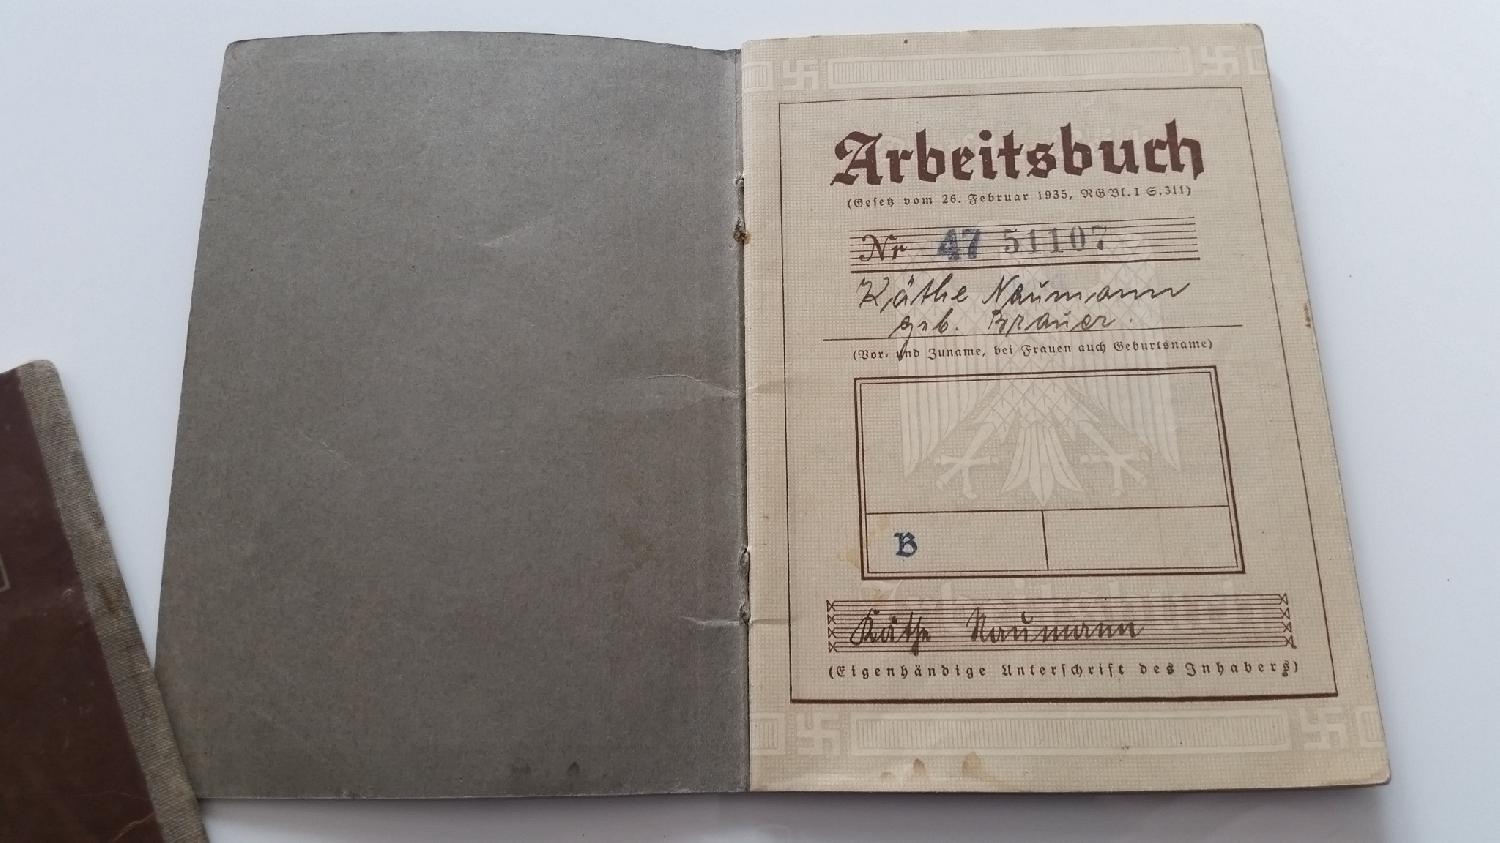 Arbeitsbuch
(Gesetz vom 26. Februar 1935, RGBl. I S. 311)
Nr 47 51107
Käthe Naumann
geb. Brauer.
(Vor- und Zuname, bei Frauen auch Geburtsname)
B
Käthe Naumann
(Eigenhändige Unterschrift des Inhabers)